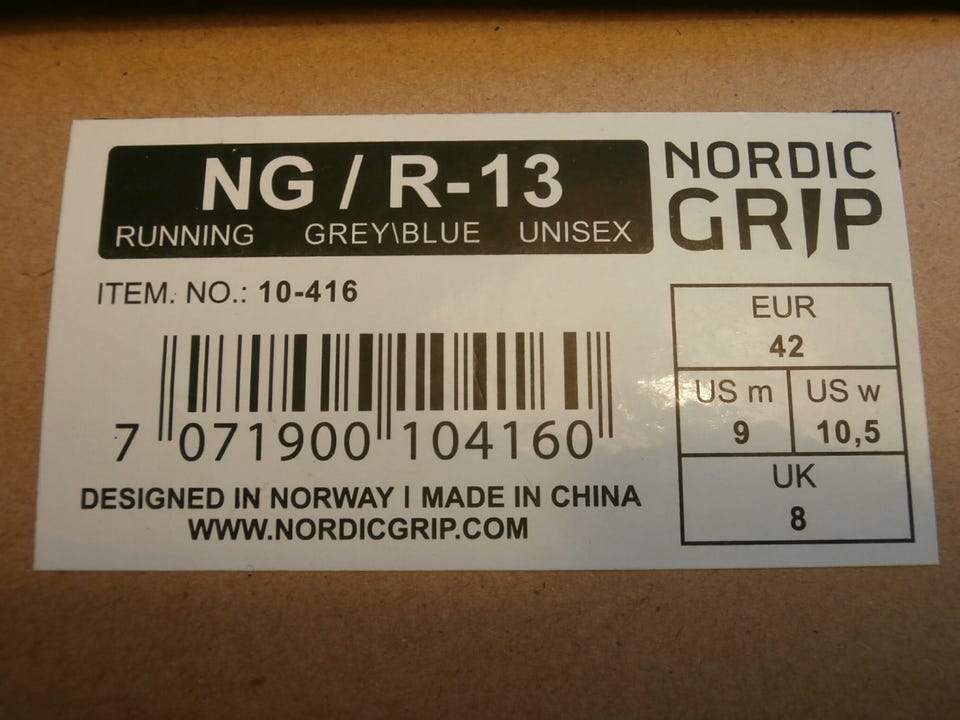 NG / R-13
RUNNING GREY\BLUE UNISEX
NORDIC
GRIP
ITEM. NO.: 10-416
7 071900 104160
DESIGNED IN NORWAY | MADE IN CHINA
WWW.NORDICGRIP.COM
EUR
42
US m US w
9 10,5
UK
8